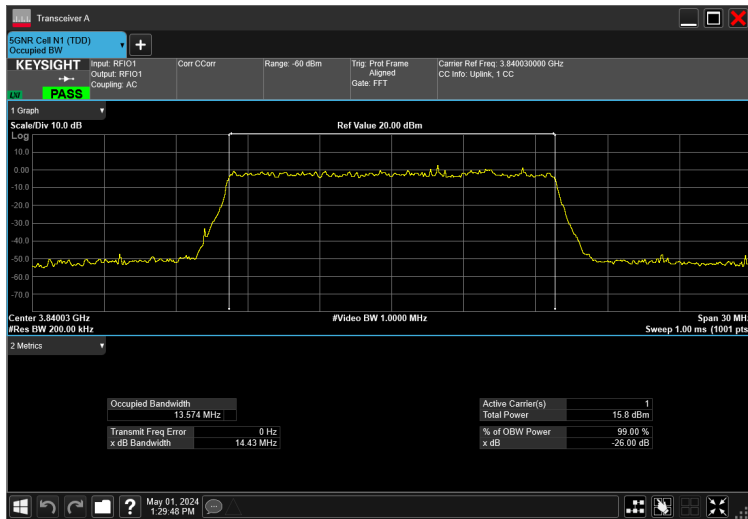 Transceiver A
5GNR Cell N1 (TDD)
Occupied BW
KEYSIGHT
LXI
PASS
Input: RFIO1
Output: RFIO1
Coupling: AC
Corr CCorr
Range: -60 dBm
Trig: Prot Frame
Aligned
Gate: FFT
Carrier Ref Freq: 3.840030000 GHz
CC Info: Uplink, 1 CC
1 Graph
Scale/Div 10.0 dB
Ref Value 20.00 dBm
Log
10.0
0.00
-10.0
-20.0
-30.0
-40.0
-50.0
-60.0
-70.0
Center 3.84003 GHz
#Video BW 1.0000 MHz
Span 30 MHz
#Res BW 200.00 kHz
Sweep 1.00 ms (1001 pts
2 Metrics
Occupied Bandwidth
13.574 MHz
Transmit Freq Error 0 Hz
x dB Bandwidth 14.43 MHz
Active Carrier(s) 1
Total Power 15.8 dBm
% of OBW Power 99.00 %
x dB -26.00 dB
?
May 01, 2024
1:29:48 PM